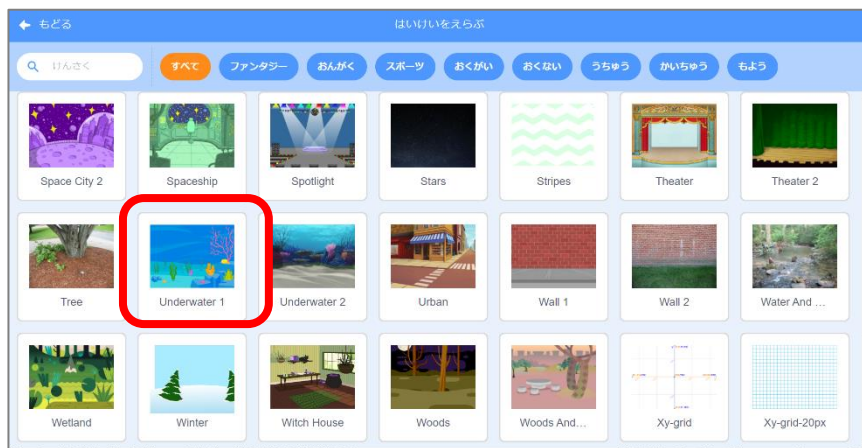 もどる はいけいをえらぶ
けんさく すべて ファンタジー おんがく スポーツ おくがい おくない うちゅう かいちゅう もよう
Space City 2 Spaceship Spotlight Stars Stripes Theater Theater 2
Tree Underwater 1 Underwater 2 Urban Wall 1 Wall 2 Water And ...
Wetland Winter Witch House Woods Woods And... Xy-grid Xy-grid-20px